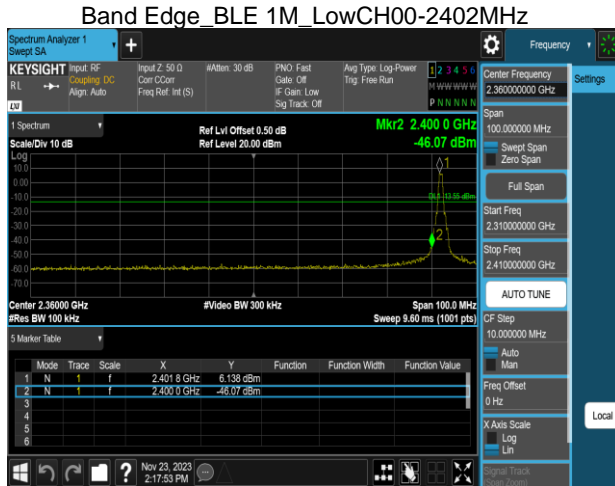 Band Edge_BLE 1M_LowCH00-2402MHz
Spectrum Analyzer 1
Swept SA
Frequency
KEYSIGHT
R L
Input: RF
Coupling: DC
Align: Auto
Input Z: 50 Ω
Corr CCorr
Freq Ref: Int (S)
#Atten: 30 dB
PNO: Fast
Gate: Off
IF Gain: Low
Sig Track: Off
Avg Type: Log-Power
Trig: Free Run
1 2 3 4 5 6
M W W W W W
P N N N N N
1 Spectrum
Scale/Div 10 dB
Ref Lvl Offset 0.50 dB
Ref Level 20.00 dBm
Mkr2 2.400 0 GHz
-46.07 dBm
Log
10.0
0.00
-10.0
-20.0
-30.0
-40.0
-50.0
-60.0
-70.0
1
DL1 -13.55 dBm
2
Center 2.36000 GHz
#Video BW 300 kHz
Span 100.0 MHz
#Res BW 100 kHz
Sweep 9.60 ms (1001 pts)
5 Marker Table
Mode Trace Scale X Y Function Function Width Function Value
1 N 1 f 2.401 8 GHz 6.138 dBm
2 N 1 f 2.400 0 GHz -46.07 dBm
3
4
5
6
Center Frequency
2.360000000 GHz
Settings
Span
100.000000 MHz
Swept Span
Zero Span
Full Span
Start Freq
2.310000000 GHz
Stop Freq
2.410000000 GHz
AUTO TUNE
CF Step
10.000000 MHz
Auto
Man
Freq Offset
0 Hz
Local
X Axis Scale
Log
Lin
Signal Track
(Span Zoom)
Nov 23, 2023
2:17:53 PM